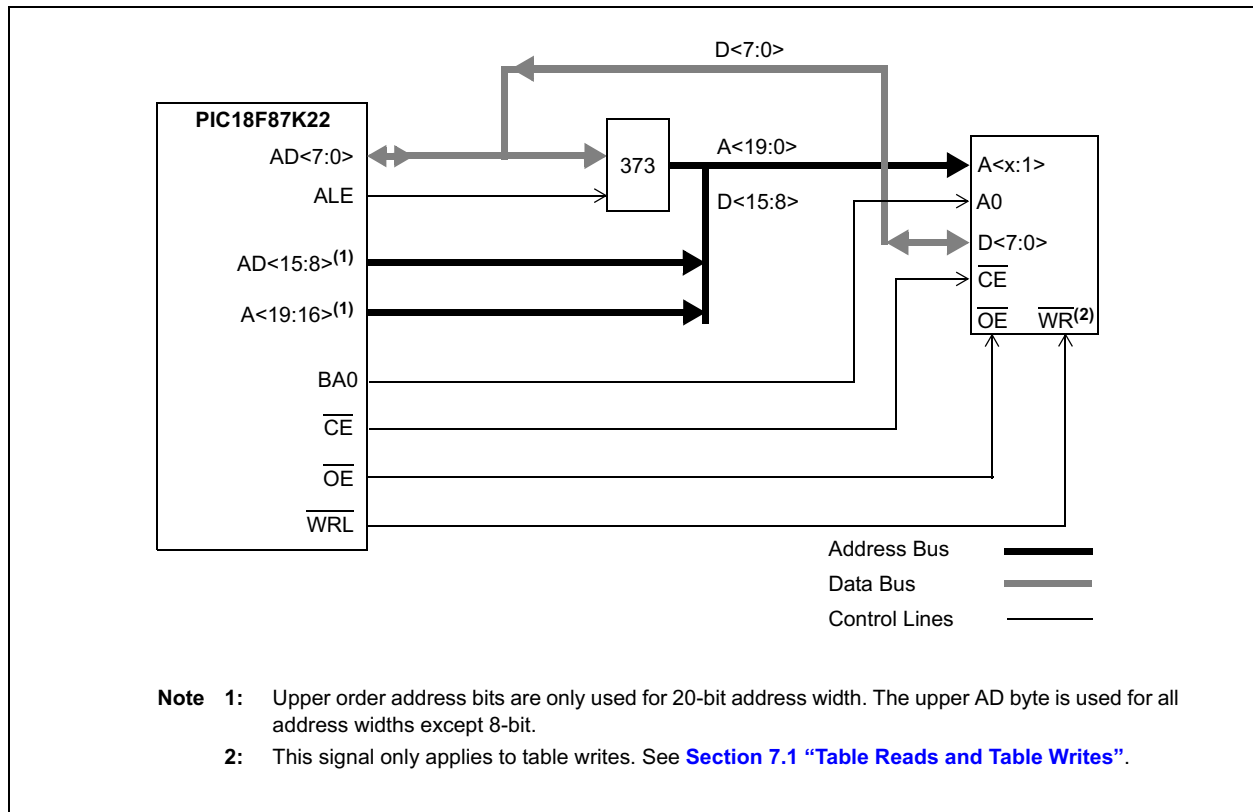 D<7:0>
PIC18F87K22
AD<7:0>
373
A<19:0>
A<x:1>
ALE
D<15:8>
A0
AD<15:8>(1)
D<7:0>
A<19:16>(1)
CE
OE WR(2)
BA0
CE
OE
WRL
Address Bus
Data Bus
Control Lines
Note 1: Upper order address bits are only used for 20-bit address width. The upper AD byte is used for all
address widths except 8-bit.
2: This signal only applies to table writes. See Section 7.1 “Table Reads and Table Writes”.